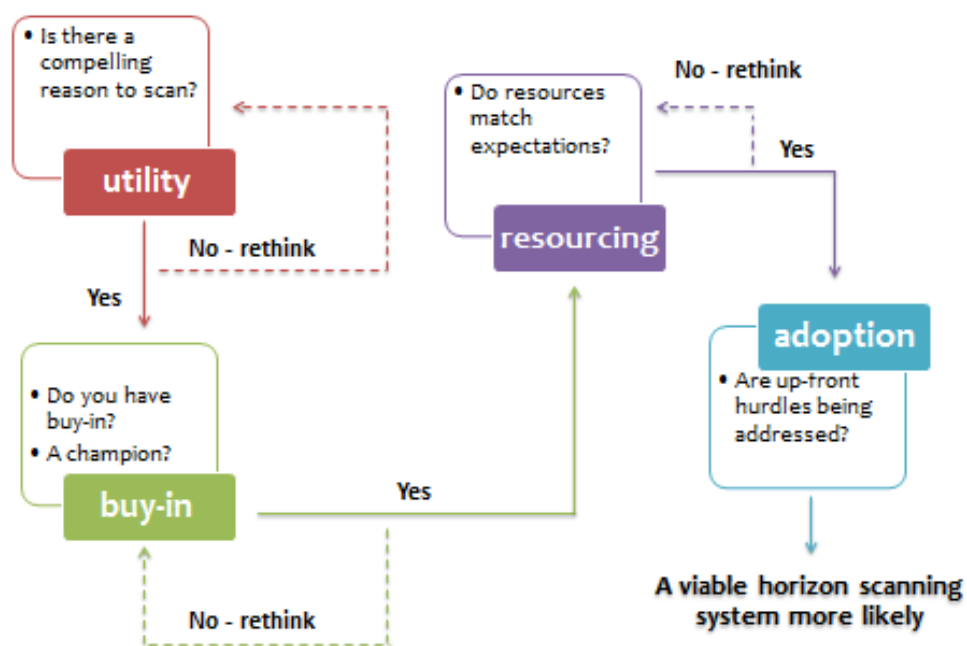 • Is there a
compelling
reason to scan?
utility
No - rethink
Yes
• Do you have
buy-in?
• A champion?
buy-in
Yes
No - rethink
• Do resources
match
expectations?
resourcing
No - rethink
Yes
adoption
• Are up-front
hurdles being
addressed?
A viable horizon scanning
system more likely